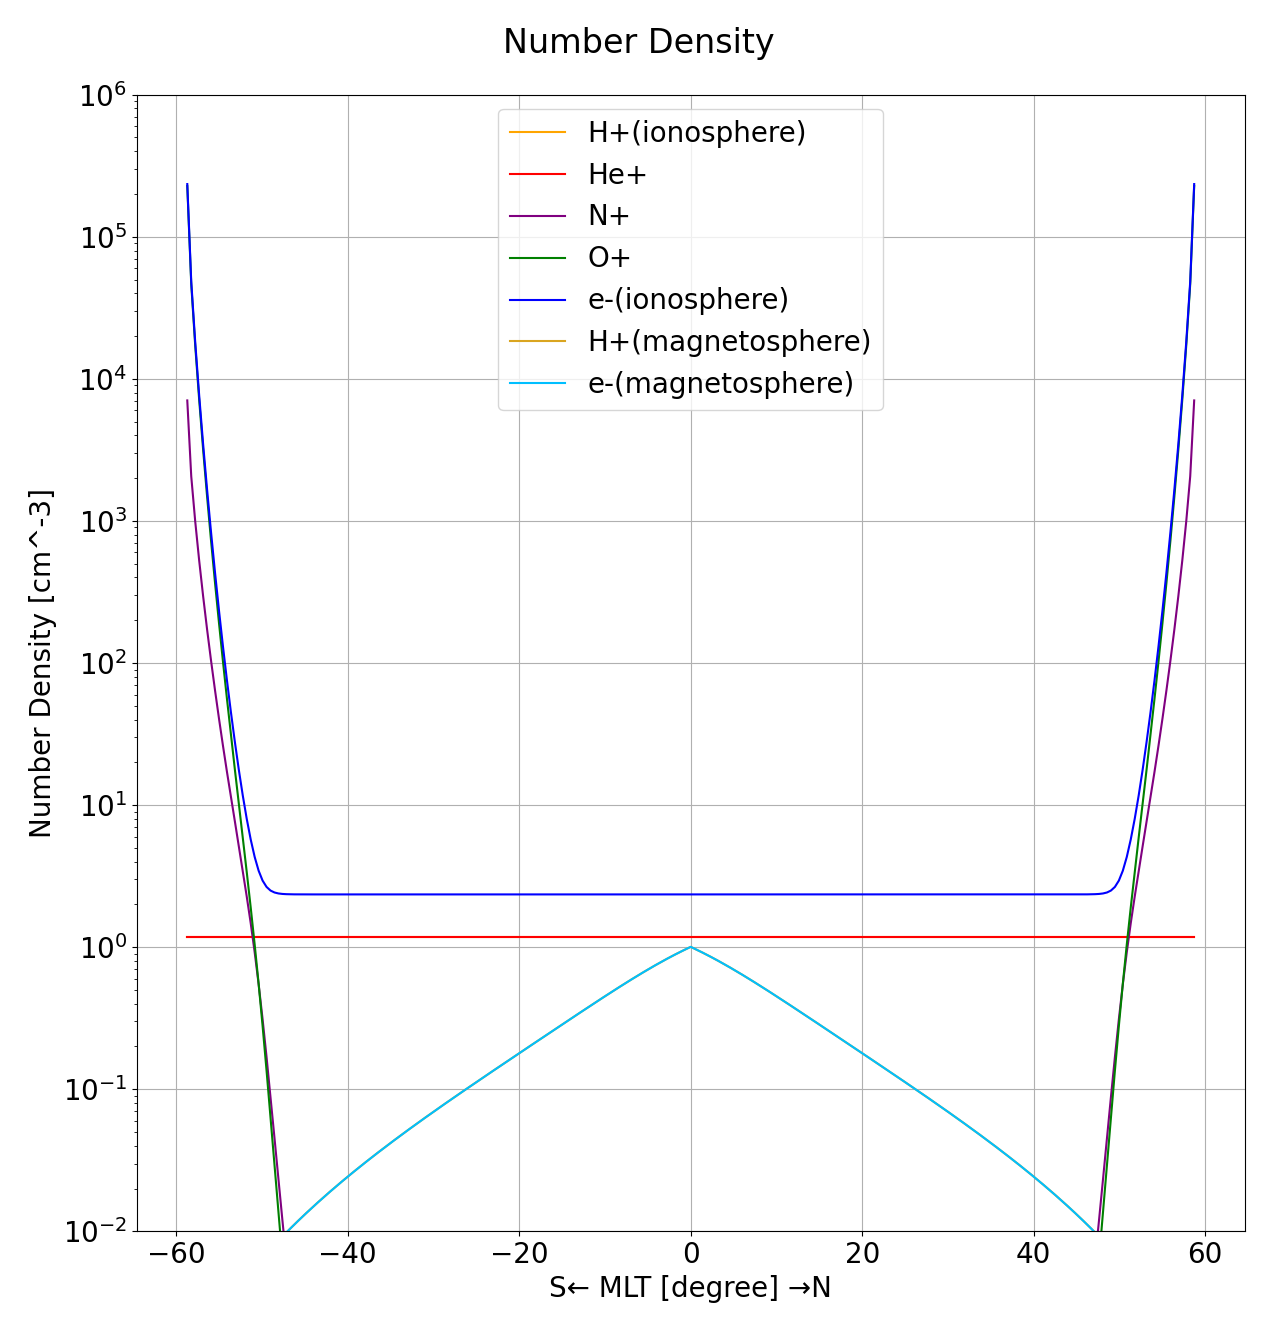 Number Density
10^6
10^5
10^4
10^3
10^2
10^1
10^0
10^−1
10^−2
Number Density [cm^-3]
H+(ionosphere)
He+
N+
O+
e-(ionosphere)
H+(magnetosphere)
e-(magnetosphere)
−60 −40 −20 0 20 40 60
S← MLT [degree] →N